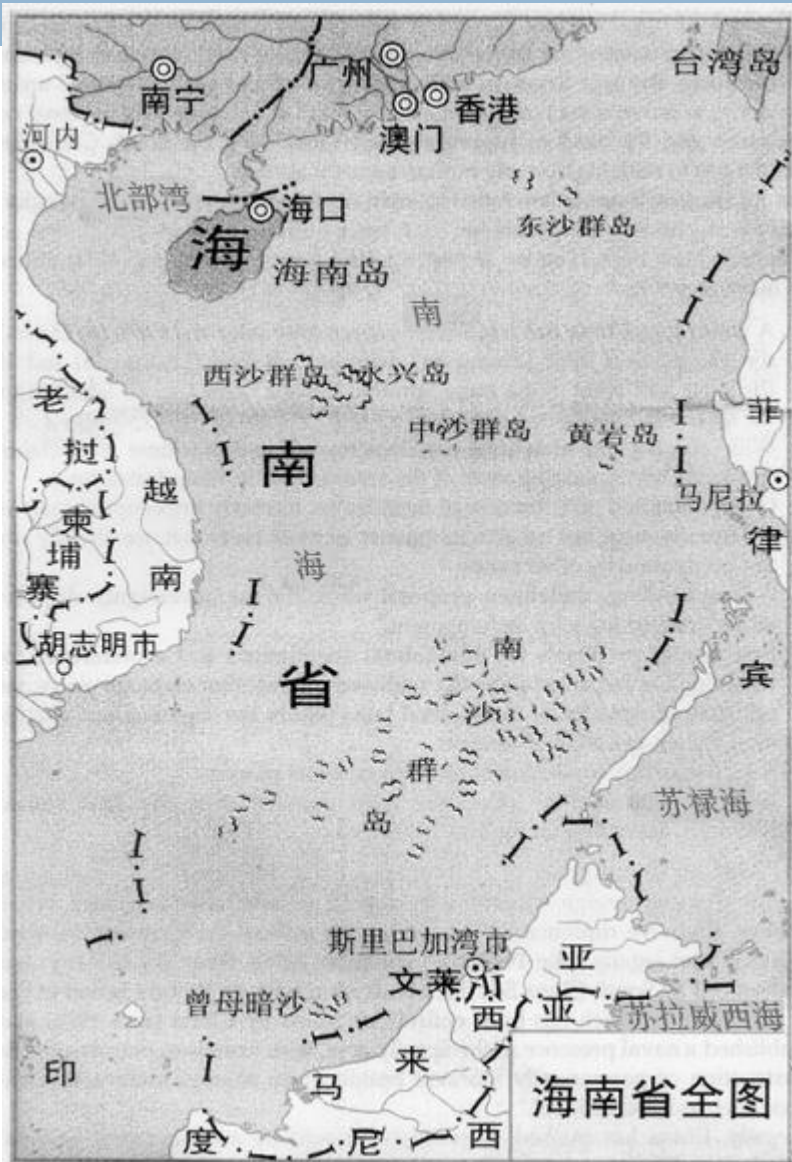 广州
台湾岛
南宁
香港
澳门
河内
北部湾
海口
东沙群岛
海
海南岛
南
西沙群岛
永兴岛
老
挝
中沙群岛
黄岩岛
菲
南
越
马尼拉
柬
埔
寨
海
律
南
胡志明市
南
宾
省
沙
群
岛
苏禄海
斯里巴加湾市
文莱
亚
曾母暗沙
西
亚
苏拉威西海
来
印
马
海南省全图
度
尼
西